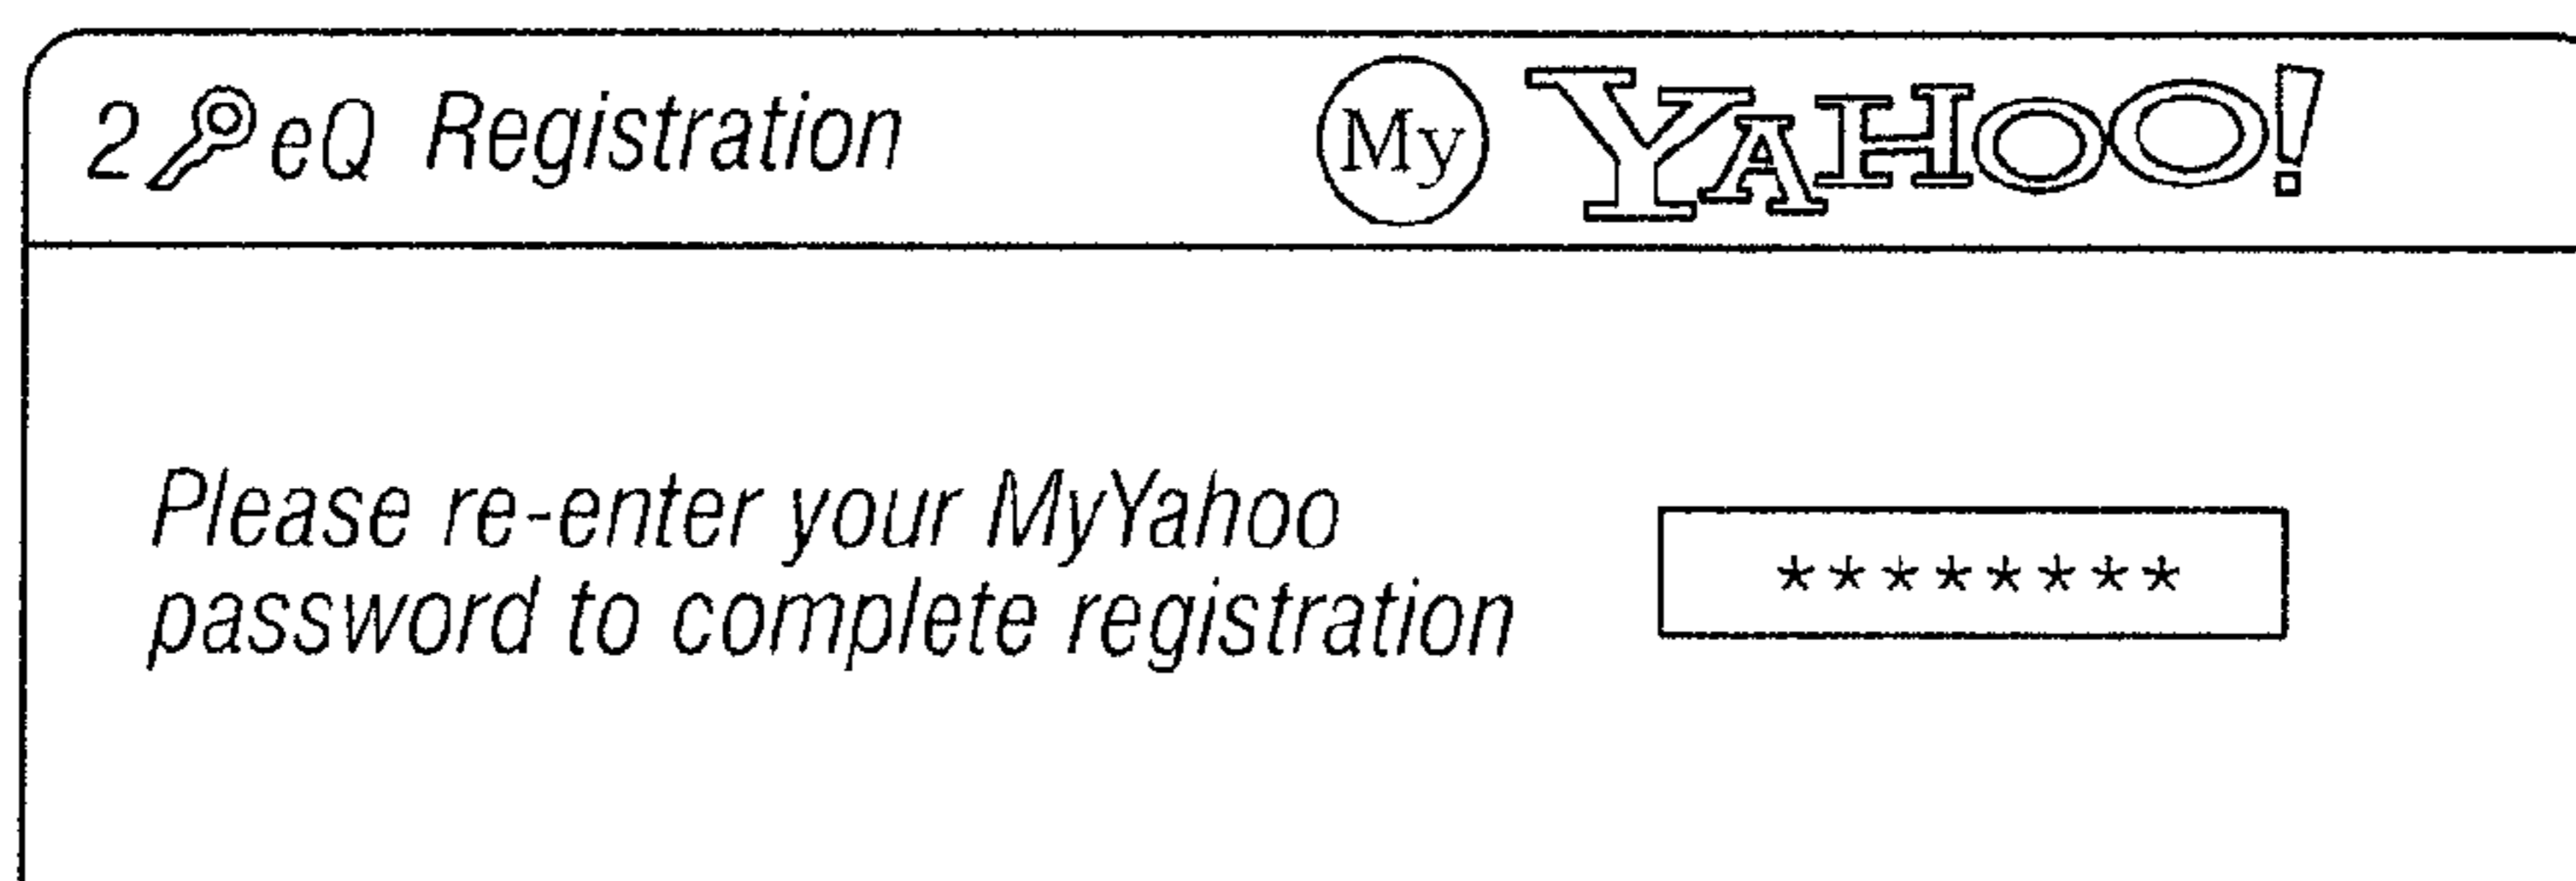 2 eQ Registration
My YAHOO!
Please re-enter your MyYahoo
password to complete registration
********